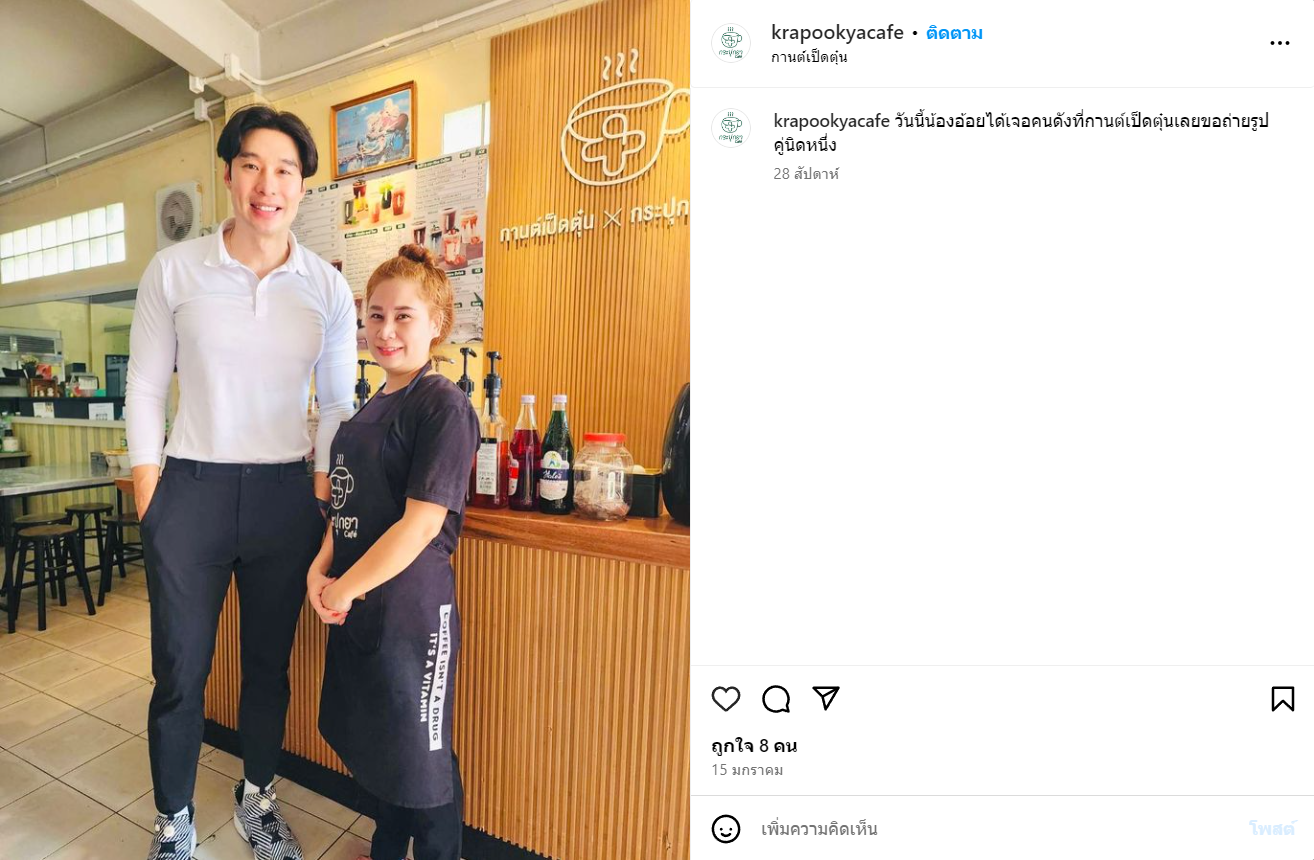 krapookyacafe • ติดตาม
กานต์เป็ดตุ๋น
krapookyacafe วันนี้น้องอ้อยได้เจอคนดังที่กานต์เป็ดตุ๋นเลยขอถ่ายรูป
คู่นิดหนึ่ง
28 สัปดาห์
กานต์เป็ดตุ๋น X กระปุก
ะปุกยา
Café
COFFEE ISN'T A DRUG
IT'S A VITAMIN
Hale's
ถูกใจ 8 คน
15 มกราคม
เพิ่มความคิดเห็น
โพสต์